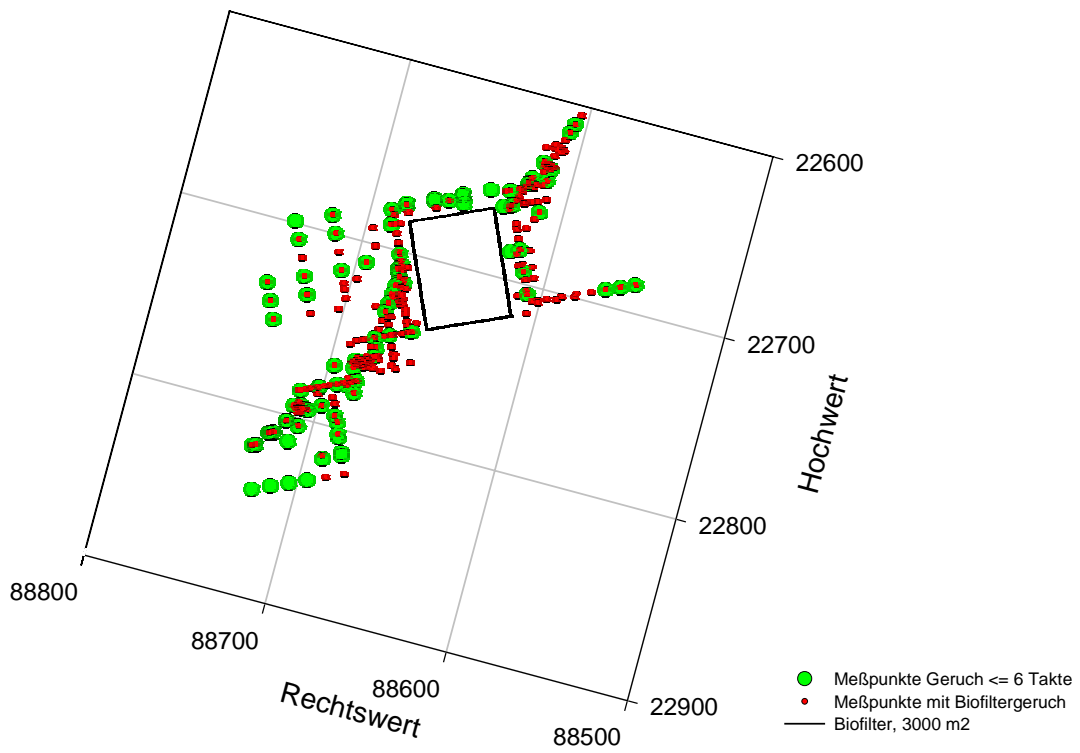 22600
22700
Hochwert
22800
22900
88800
88700
88600
88500
Rechtswert
Meßpunkte Geruch <= 6 Takte
Meßpunkte mit Biofiltergeruch
Biofilter, 3000 m2